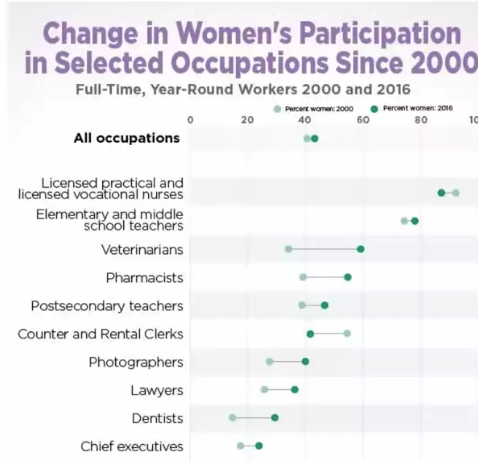 Change in Women's Participation
in Selected Occupations Since 2000
Full-Time, Year-Round Workers 2000 and 2016
Percent women: 2000 Percent women: 2016
0 20 40 60 80 10
All occupations
Licensed practical and
licensed vocational nurses
Elementary and middle
school teachers
Veterinarians
Pharmacists
Postsecondary teachers
Counter and Rental Clerks
Photographers
Lawyers
Dentists
Chief executives